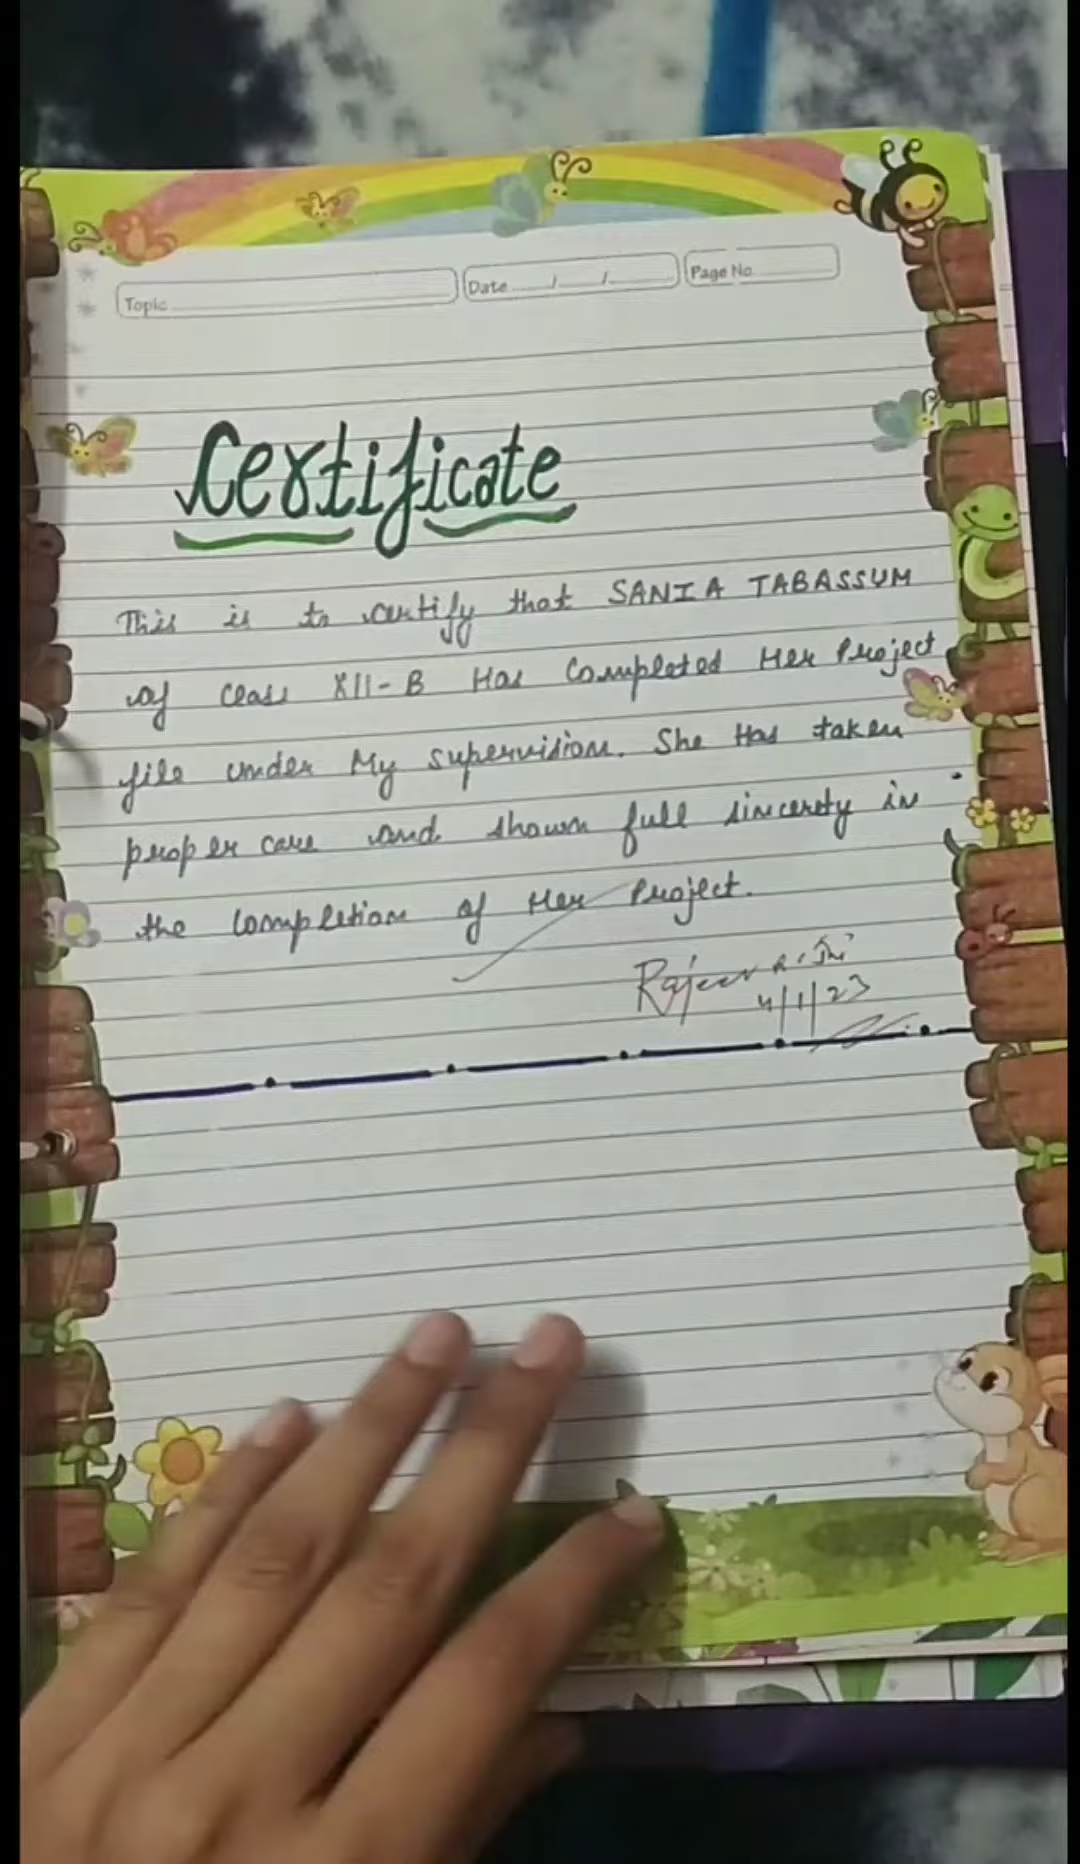 Topic Date / / Page No
Certificate
This is to certify that SANIA TABASSUM
of Class XII-B Has Completed Her Project
file under My supervision. She Has taken
proper care and shown full sincerty in
the Completion of Her Project.
Rajeev
4/1/23